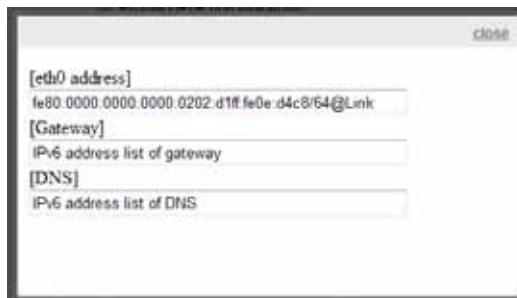 close
[eth0 address]
fe80:0000:0000:0000:0202:d1ff:fe0e:d4c8/64@Link
[Gateway]
IPv6 address list of gateway
[DNS]
IPv6 address list of DNS